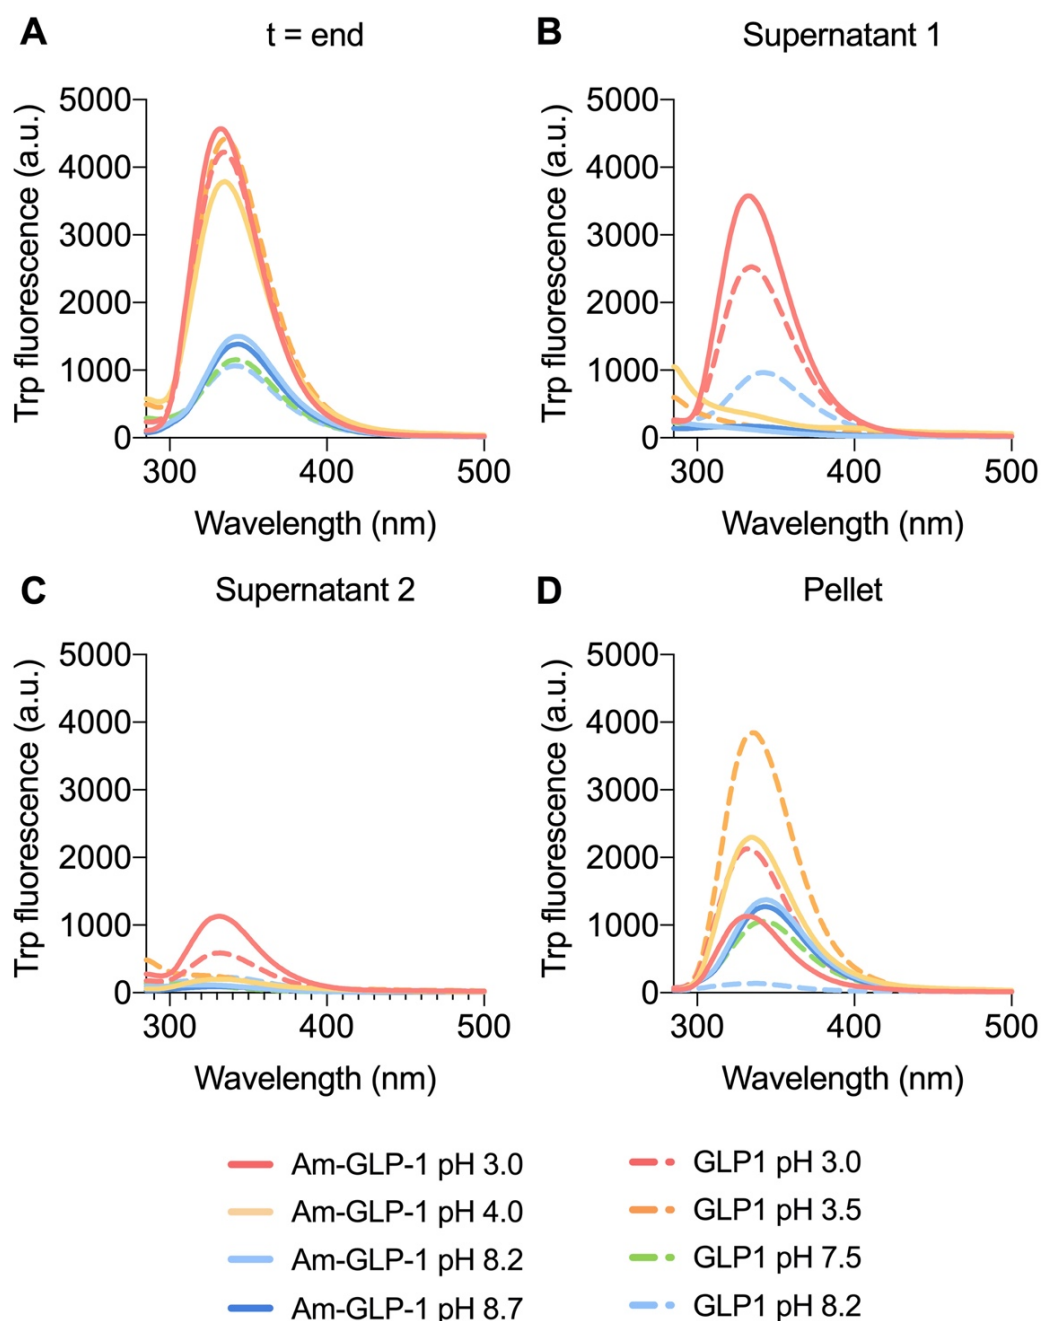 A
t = end
B
Supernatant 1
Trp fluorescence (a.u.)
5000
4000
3000
2000
1000
0
300
400
500
Wavelength (nm)
Trp fluorescence (a.u.)
5000
4000
3000
2000
1000
0
300
400
500
Wavelength (nm)
C
Supernatant 2
D
Pellet
Trp fluorescence (a.u.)
5000
4000
3000
2000
1000
0
300
400
500
Wavelength (nm)
Trp fluorescence (a.u.)
5000
4000
3000
2000
1000
0
300
400
500
Wavelength (nm)
Am-GLP-1 pH 3.0
Am-GLP-1 pH 4.0
Am-GLP-1 pH 8.2
Am-GLP-1 pH 8.7
GLP1 pH 3.0
GLP1 pH 3.5
GLP1 pH 7.5
GLP1 pH 8.2